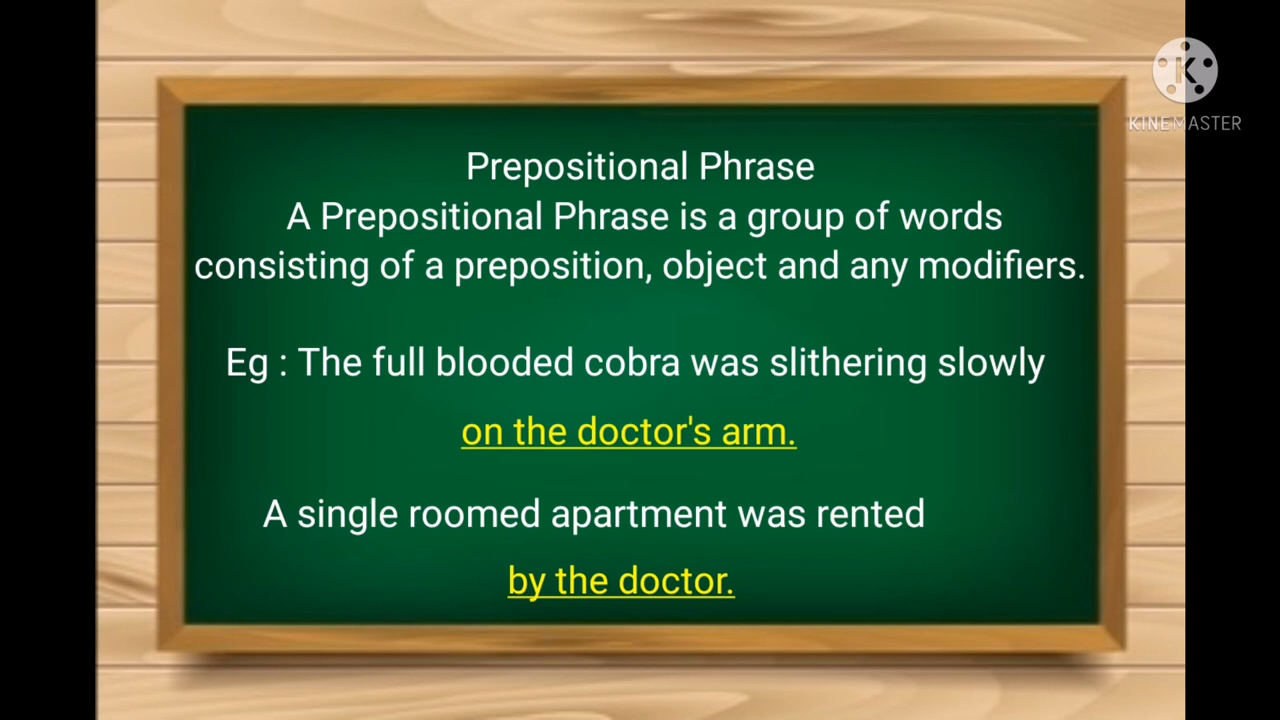 KINEMASTER
Prepositional Phrase
A Prepositional Phrase is a group of words
consisting of a preposition, object and any modifiers.
Eg : The full blooded cobra was slithering slowly
on the doctor's arm.
A single roomed apartment was rented
by the doctor.